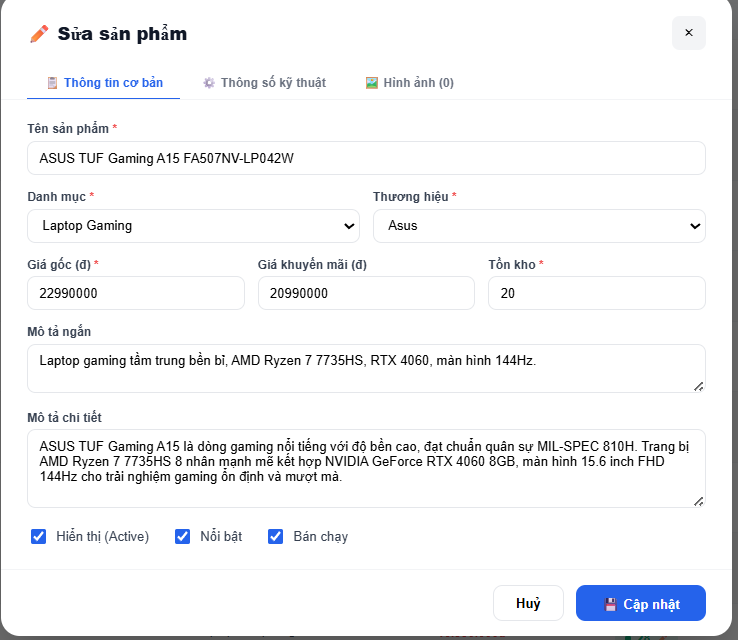 Sửa sản phẩm
×
Thông tin cơ bản
Thông số kỹ thuật
Hình ảnh (0)
Tên sản phẩm *
ASUS TUF Gaming A15 FA507NV-LP042W
Danh mục *
Thương hiệu *
Laptop Gaming
Asus
Giá gốc (đ) *
Giá khuyến mãi (đ)
Tồn kho *
22990000
20990000
20
Mô tả ngắn
Laptop gaming tầm trung bền bỉ, AMD Ryzen 7 7735HS, RTX 4060, màn hình 144Hz.
Mô tả chi tiết
ASUS TUF Gaming A15 là dòng gaming nổi tiếng với độ bền cao, đạt chuẩn quân sự MIL-SPEC 810H. Trang bị
AMD Ryzen 7 7735HS 8 nhân mạnh mẽ kết hợp NVIDIA GeForce RTX 4060 8GB, màn hình 15.6 inch FHD
144Hz cho trải nghiệm gaming ổn định và mượt mà.
Hiển thị (Active)
Nổi bật
Bán chạy
Huỷ
Cập nhật